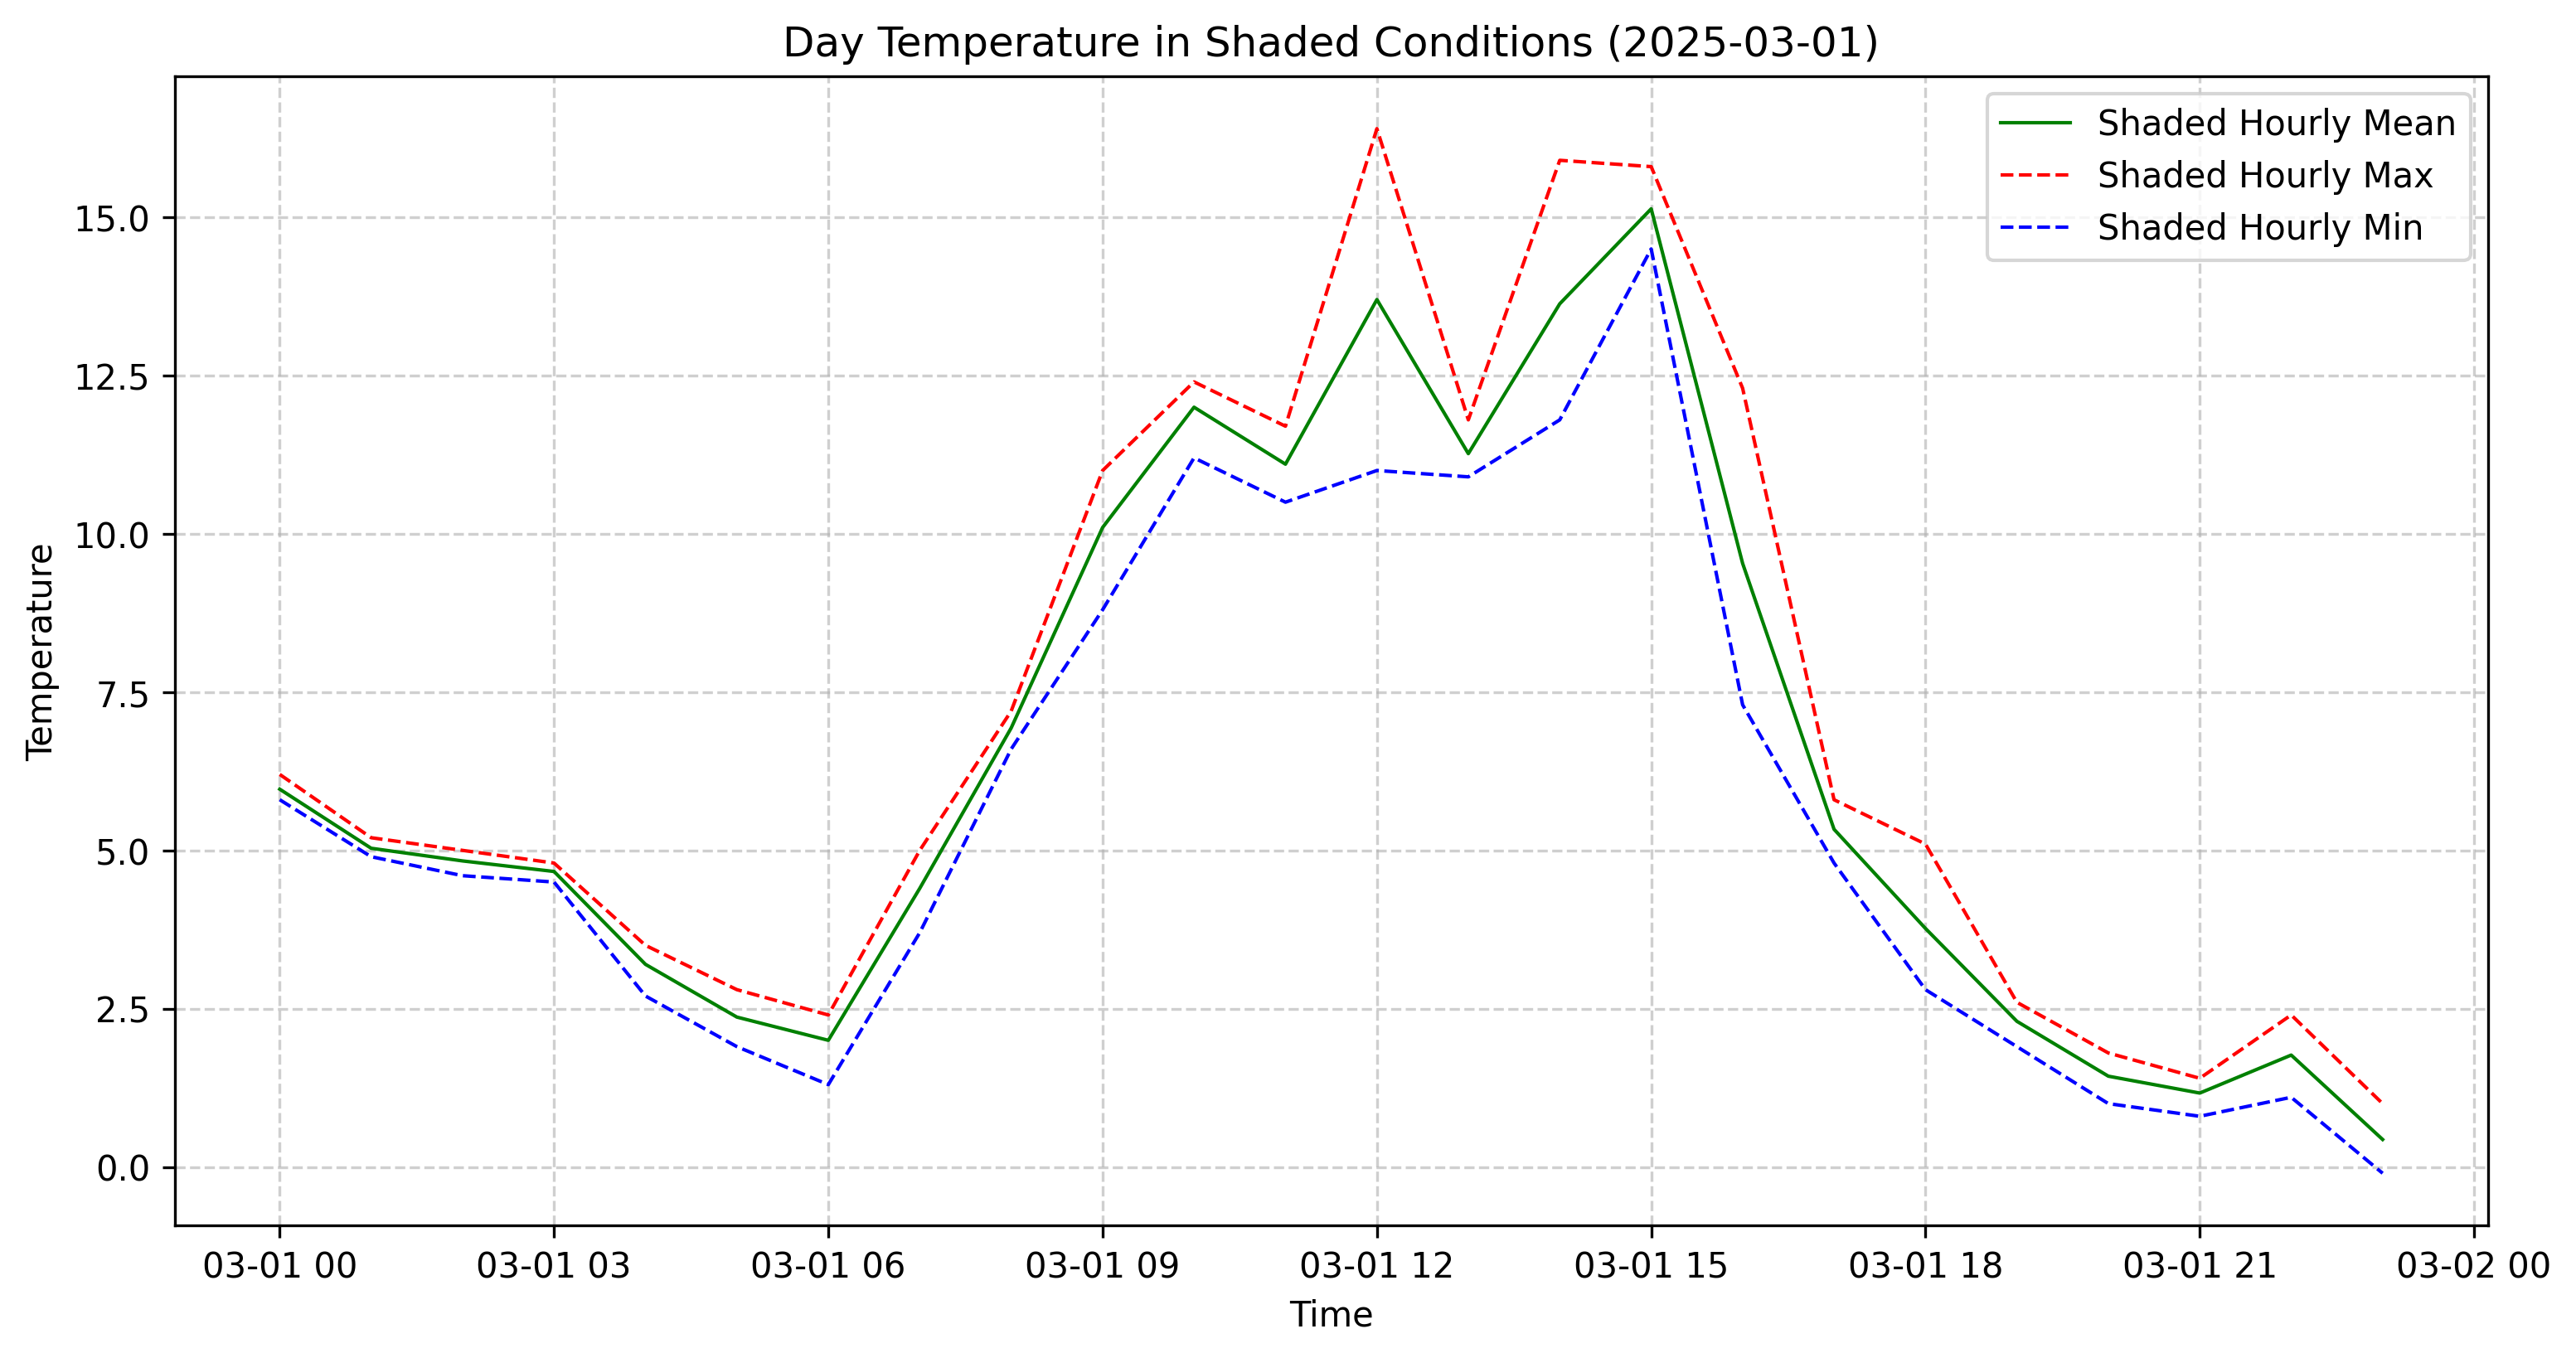 Day Temperature in Shaded Conditions (2025-03-01)
Shaded Hourly Mean
Shaded Hourly Max
Shaded Hourly Min
15.0
12.5
10.0
7.5
5.0
2.5
0.0
Temperature
03-01 00 03-01 03 03-01 06 03-01 09 03-01 12 03-01 15 03-01 18 03-01 21 03-02 00
Time